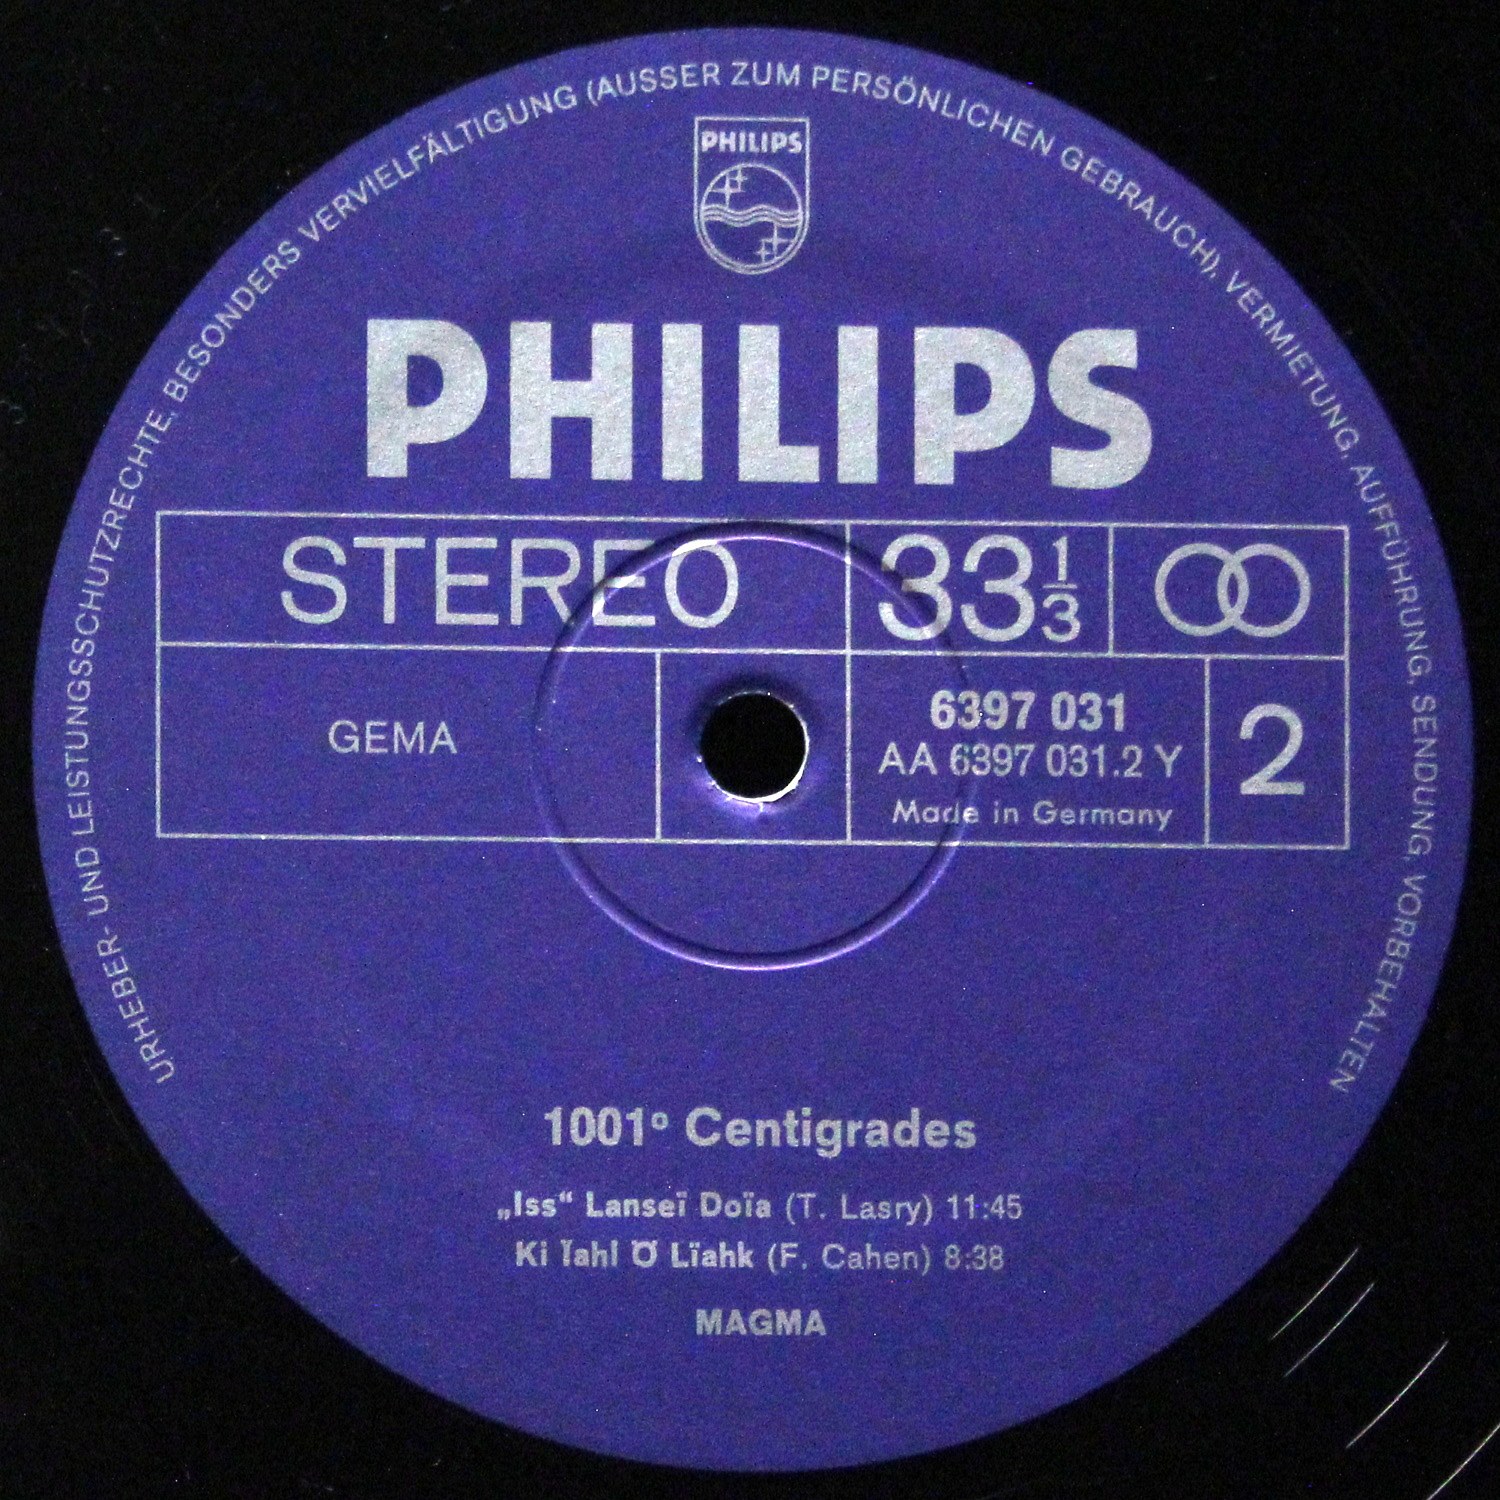 URHEBER- UND LEISTUNGSSCHUTZRECHTE, BESONDERS VERVIELFÄLTIGUNG (AUSSER ZUM PERSÖNLICHEN GEBRAUCH), VERMIETUNG, AUFFÜHRUNG, SENDUNG, VORBEHALTEN
PHILIPS
PHILIPS
STEREO 33 1/3
GEMA
6397 031
AA 6397 031.2 Y
Made in Germany
2
1001° Centigrades
„Iss“ Lanseï Doïa (T. Lasry) 11:45
Ki Ïahl Ö Lïahk (F. Cahen) 8:38
MAGMA